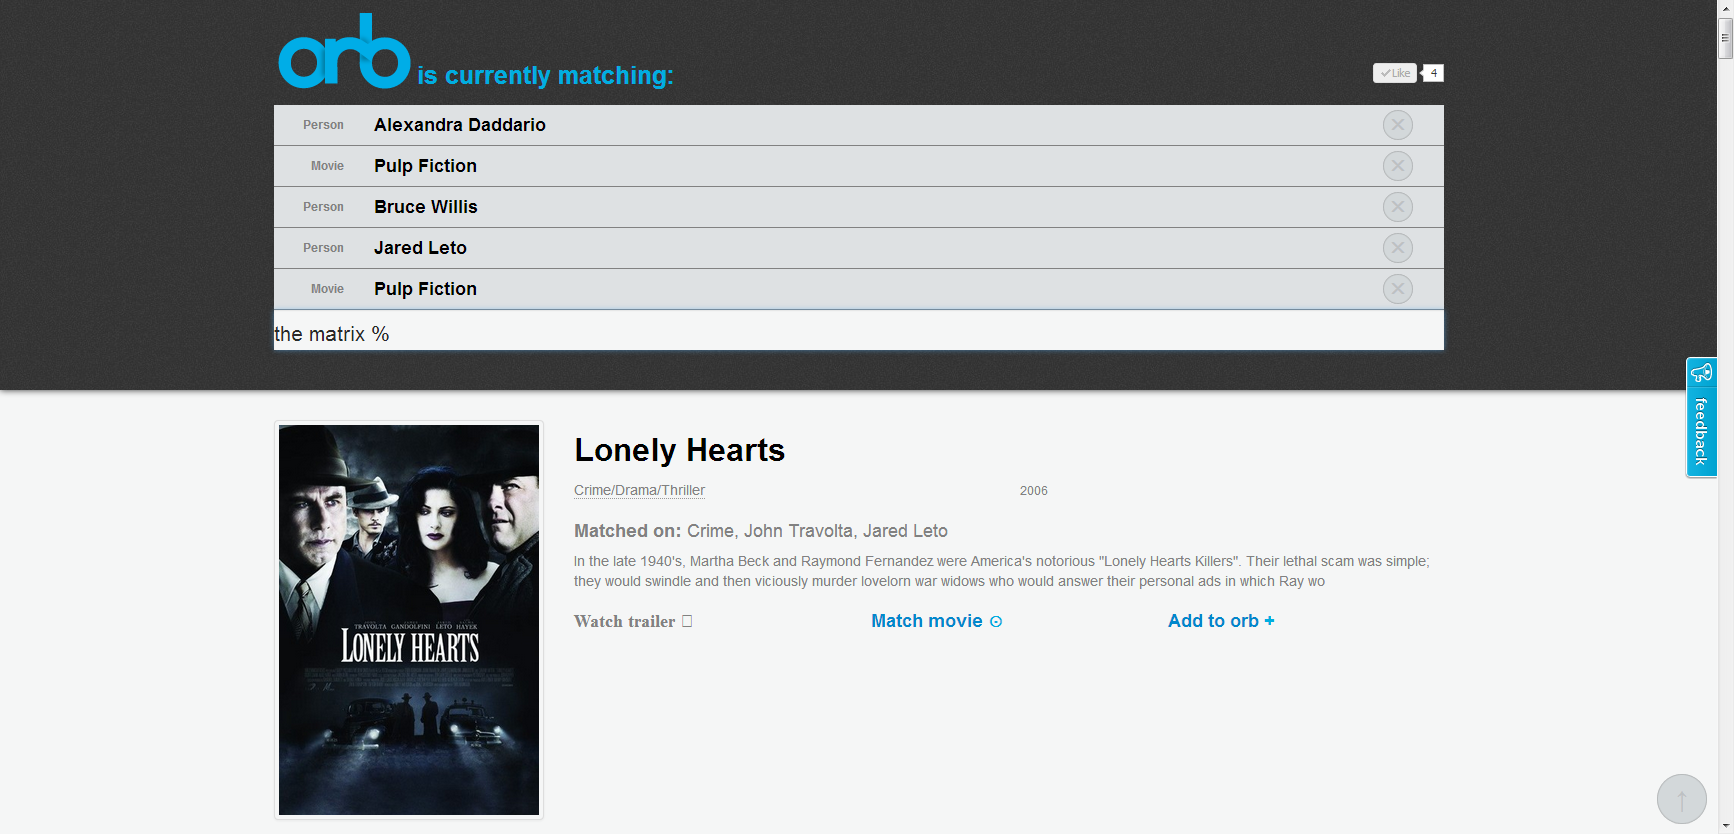 orb is currently matching:
Like 4
Person Alexandra Daddario
Movie Pulp Fiction
Person Bruce Willis
Person Jared Leto
Movie Pulp Fiction
the matrix %
feedback
Lonely Hearts
Crime/Drama/Thriller 2006
Matched on: Crime, John Travolta, Jared Leto
In the late 1940's, Martha Beck and Raymond Fernandez were America's notorious "Lonely Hearts Killers". Their lethal scam was simple;
they would swindle and then viciously murder lovelorn war widows who would answer their personal ads in which Ray wo
Watch trailer
Match movie
Add to orb +
TRAVOLTA GANDOLFINI LETO HAYEK
LONELY HEARTS